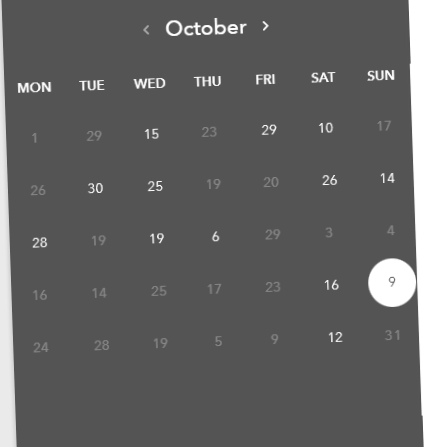 ‹ October ›
MON TUE WED THU FRI SAT SUN
1 29 15 23 29 10 17
26 30 25 19 20 26 14
28 19 19 6 29 3 4
16 14 25 17 23 16 9
24 28 19 5 9 12 31